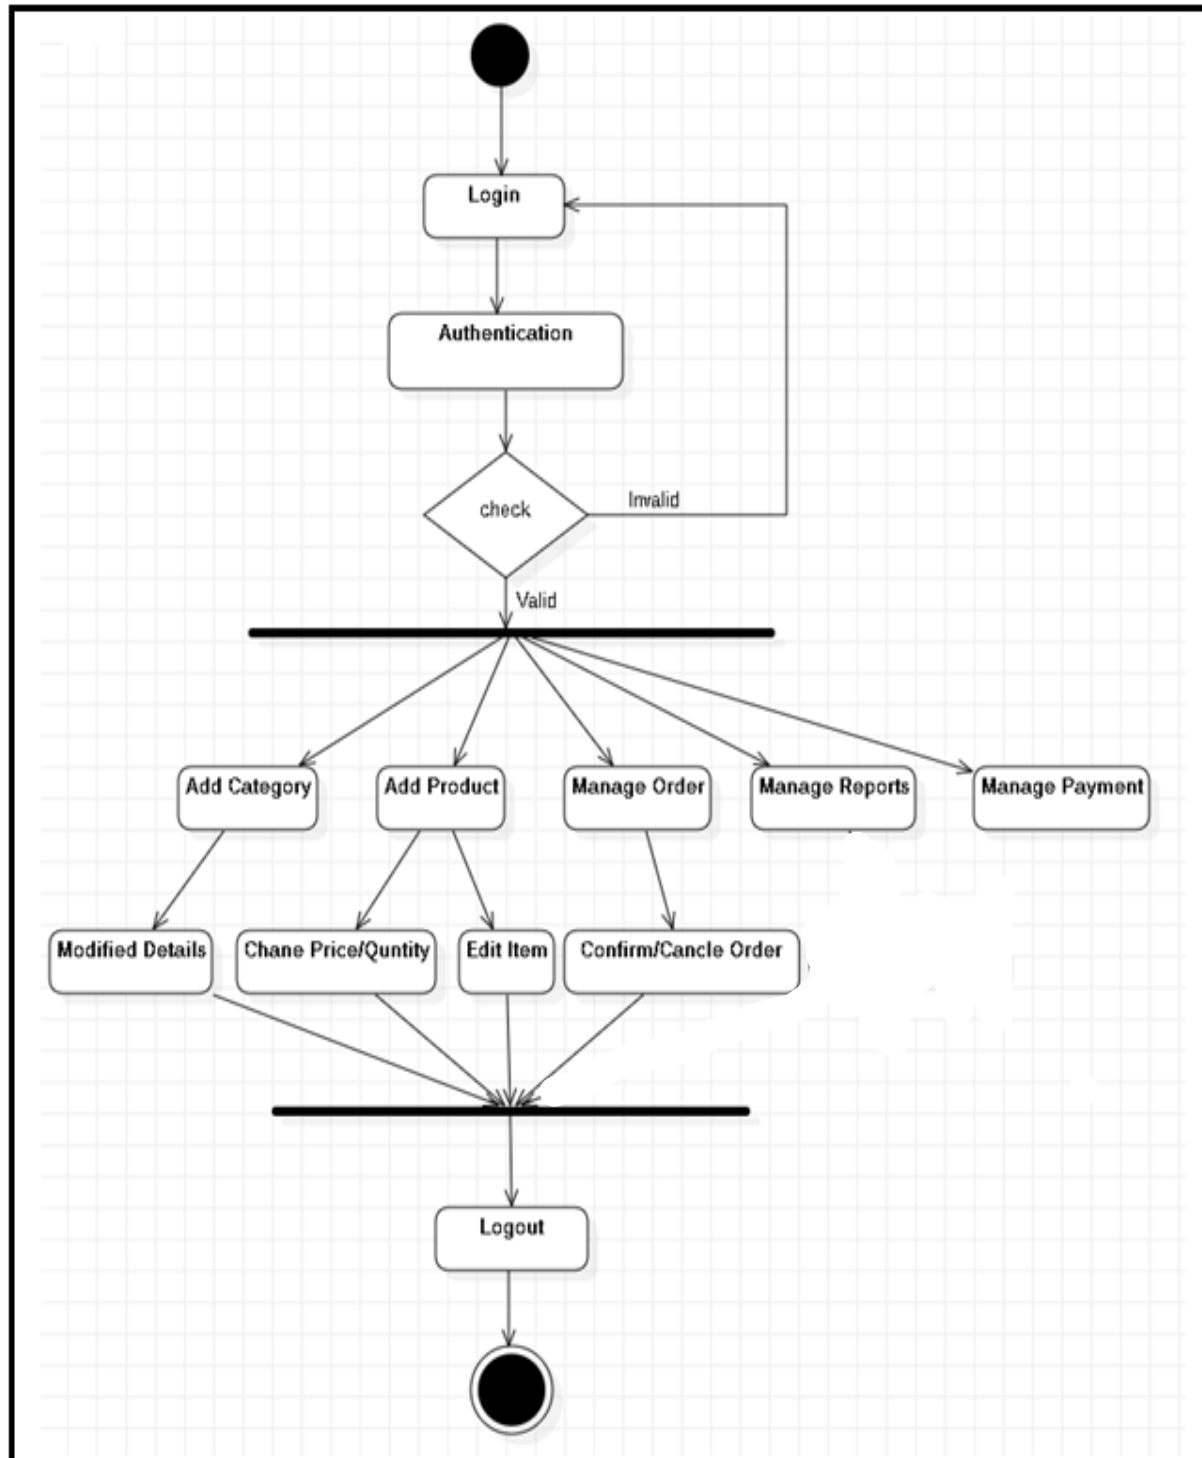 Login
Authentication
check
Invalid
Valid
Add Category
Add Product
Manage Order
Manage Reports
Manage Payment
Modified Details
Chane Price/Quntity
Edit Item
Confirm/Cancle Order
Logout